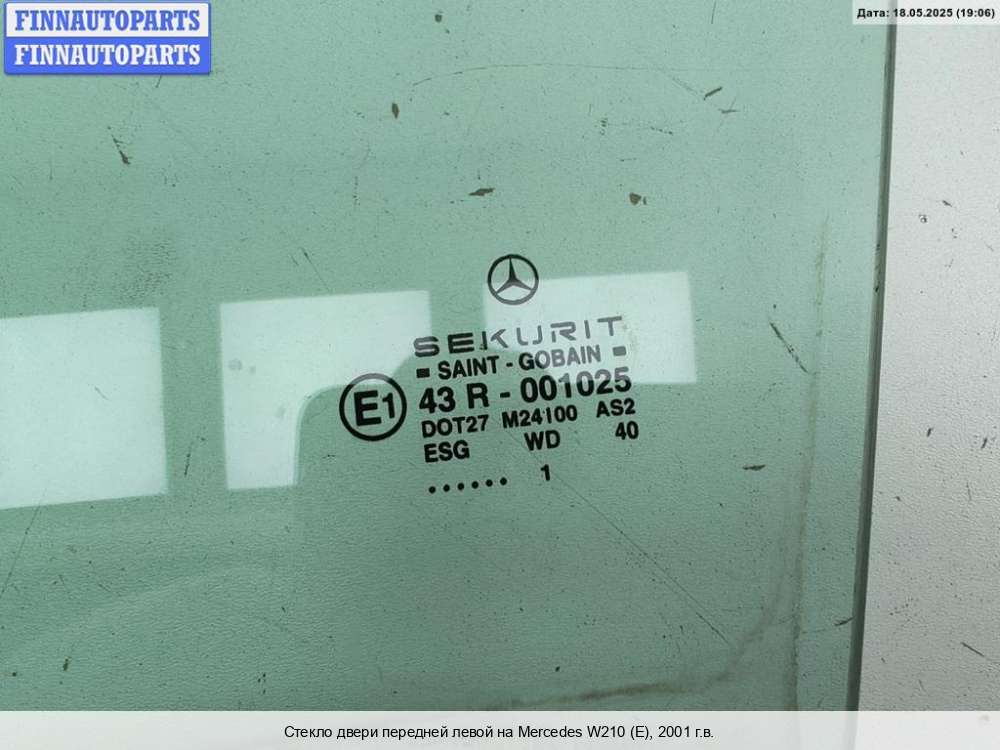 FINNAUTOPARTS
FINNAUTOPARTS
Дата: 18.05.2025 (19:06)
SEKURIT
SAINT - GOBAIN
E1 43 R - 001025
DOT27 M24100 AS2
ESG WD 40
...... 1
Стекло двери передней левой на Mercedes W210 (E), 2001 г.в.